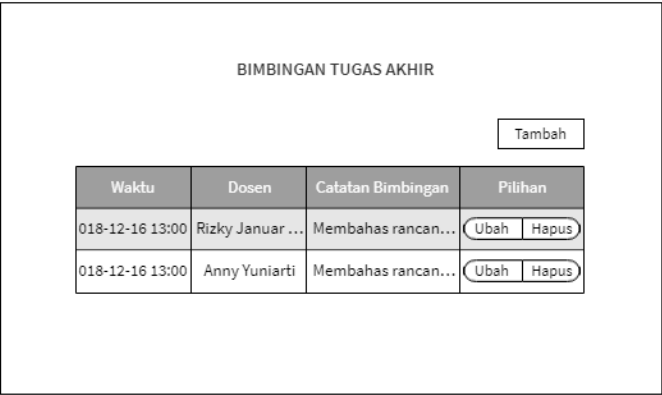 BIMBINGAN TUGAS AKHIR
Tambah
Waktu Dosen Catatan Bimbingan Pilihan
018-12-16 13:00 Rizky Januar ... Membahas rancan... Ubah Hapus
018-12-16 13:00 Anny Yuniarti Membahas rancan... Ubah Hapus